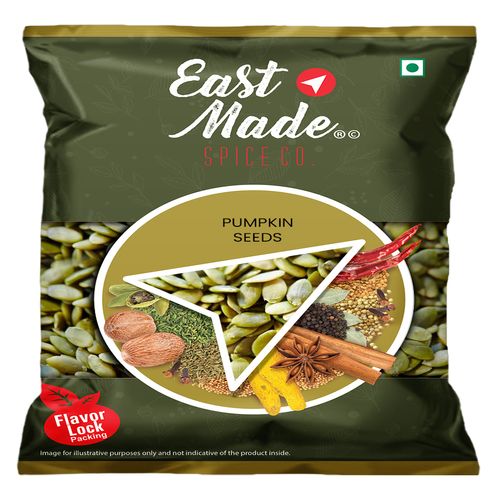 East
Made®©
SPICE CO.
PUMPKIN
SEEDS
Flavor
Lock
Packing
Image for illustrative purposes only and not indicative of the product inside.